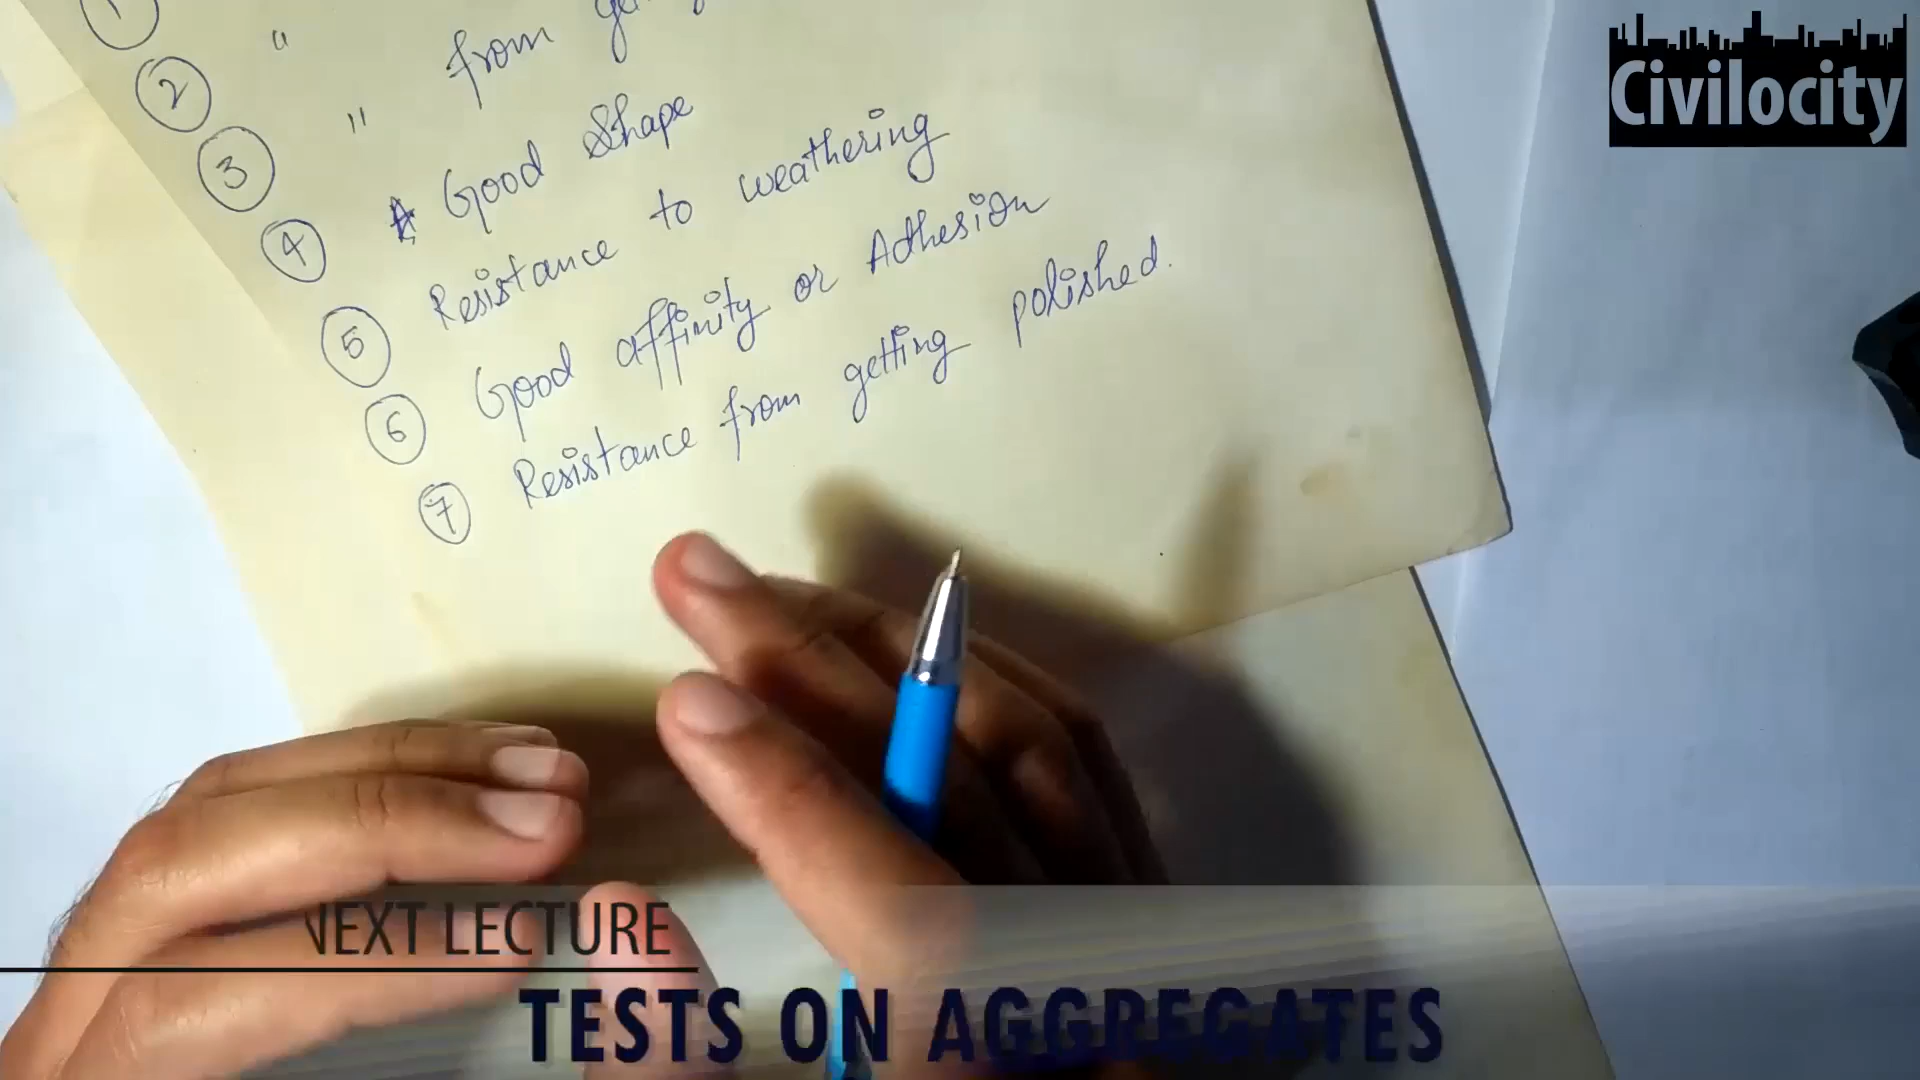 Civilocity
1
2 "
3 " from
4 Good Shape
5 Resistance to weathering
6 Good affinity or Adhesion
7 Resistance from getting polished.
NEXT LECTURE
TESTS ON AGGREGATES